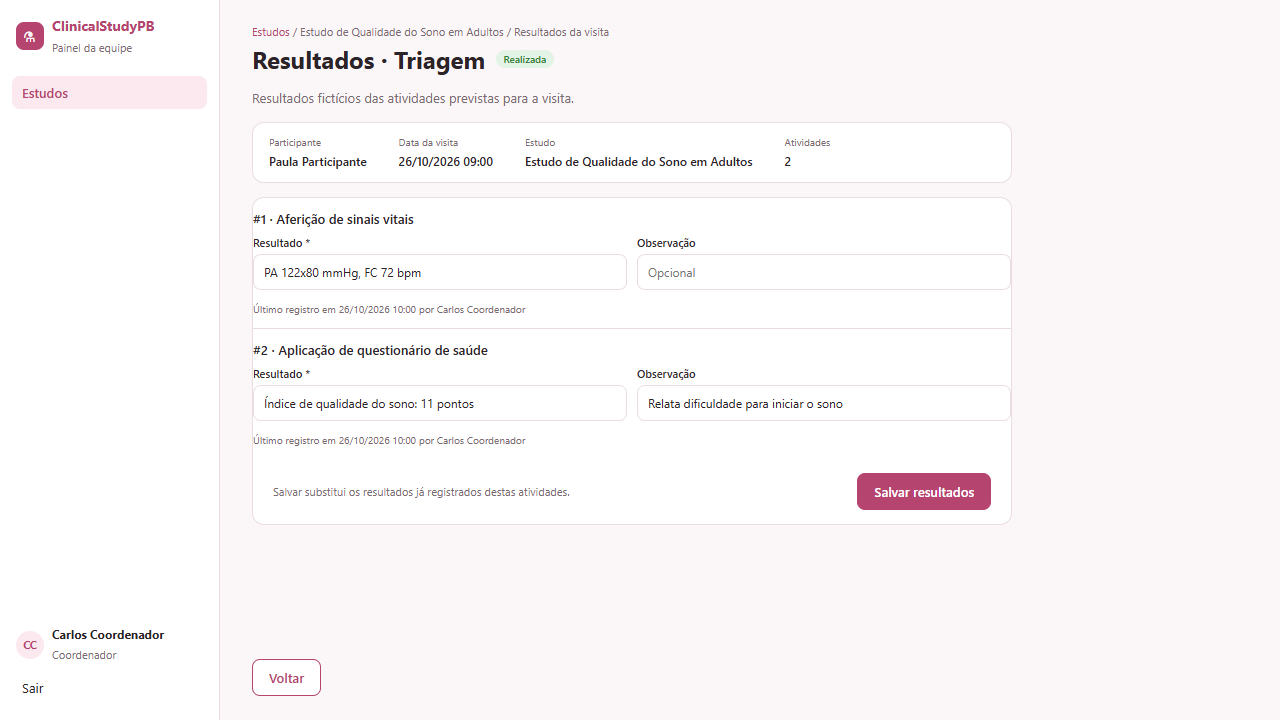 ClinicalStudyPB
Painel da equipe
Estudos
Estudos / Estudo de Qualidade do Sono em Adultos / Resultados da visita
Resultados · Triagem
Realizada
Resultados fictícios das atividades previstas para a visita.
Participante
Paula Participante
Data da visita
26/10/2026 09:00
Estudo
Estudo de Qualidade do Sono em Adultos
Atividades
2
#1 · Aferição de sinais vitais
Resultado *
PA 122x80 mmHg, FC 72 bpm
Observação
Opcional
Último registro em 26/10/2026 10:00 por Carlos Coordenador
#2 · Aplicação de questionário de saúde
Resultado *
Índice de qualidade do sono: 11 pontos
Observação
Relata dificuldade para iniciar o sono
Último registro em 26/10/2026 10:00 por Carlos Coordenador
Salvar substitui os resultados já registrados destas atividades.
Salvar resultados
CC
Carlos Coordenador
Coordenador
Sair
Voltar